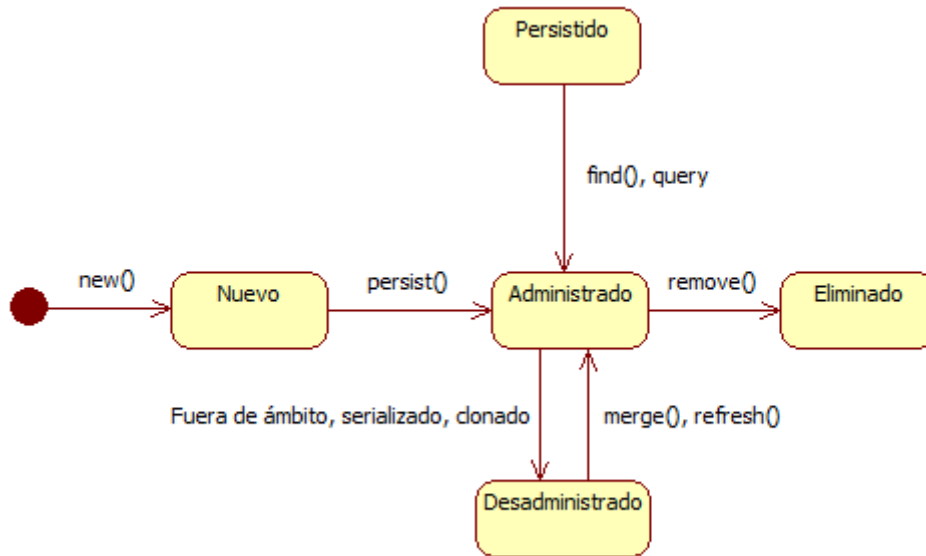 Persistido
find(), query
new()
Nuevo
persist()
Administrado
remove()
Eliminado
Fuera de ámbito, serializado, clonado
merge(), refresh()
Desadministrado